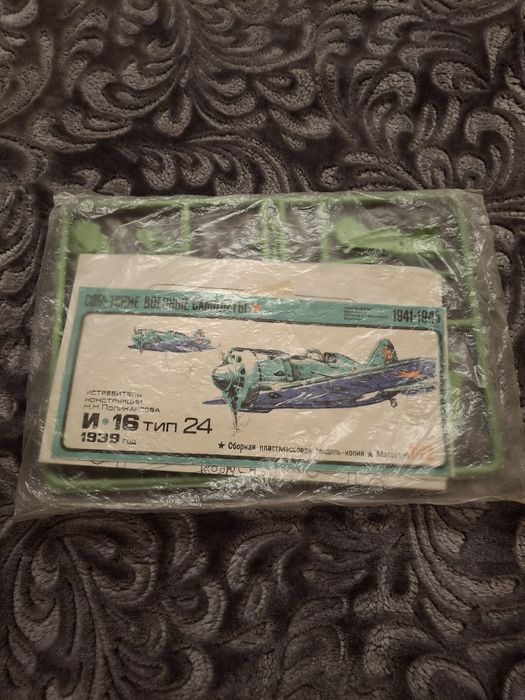 СОВЕТСКИЕ ВОЕННЫЕ САМОЛЕТЫ
1941-1945
ИСТРЕБИТЕЛЬ
КОНСТРУКЦИИ
Н.Н.Поликарпова
И•16 тип 24
1939 год
★ Сборная пластмассовая модель-копия ★